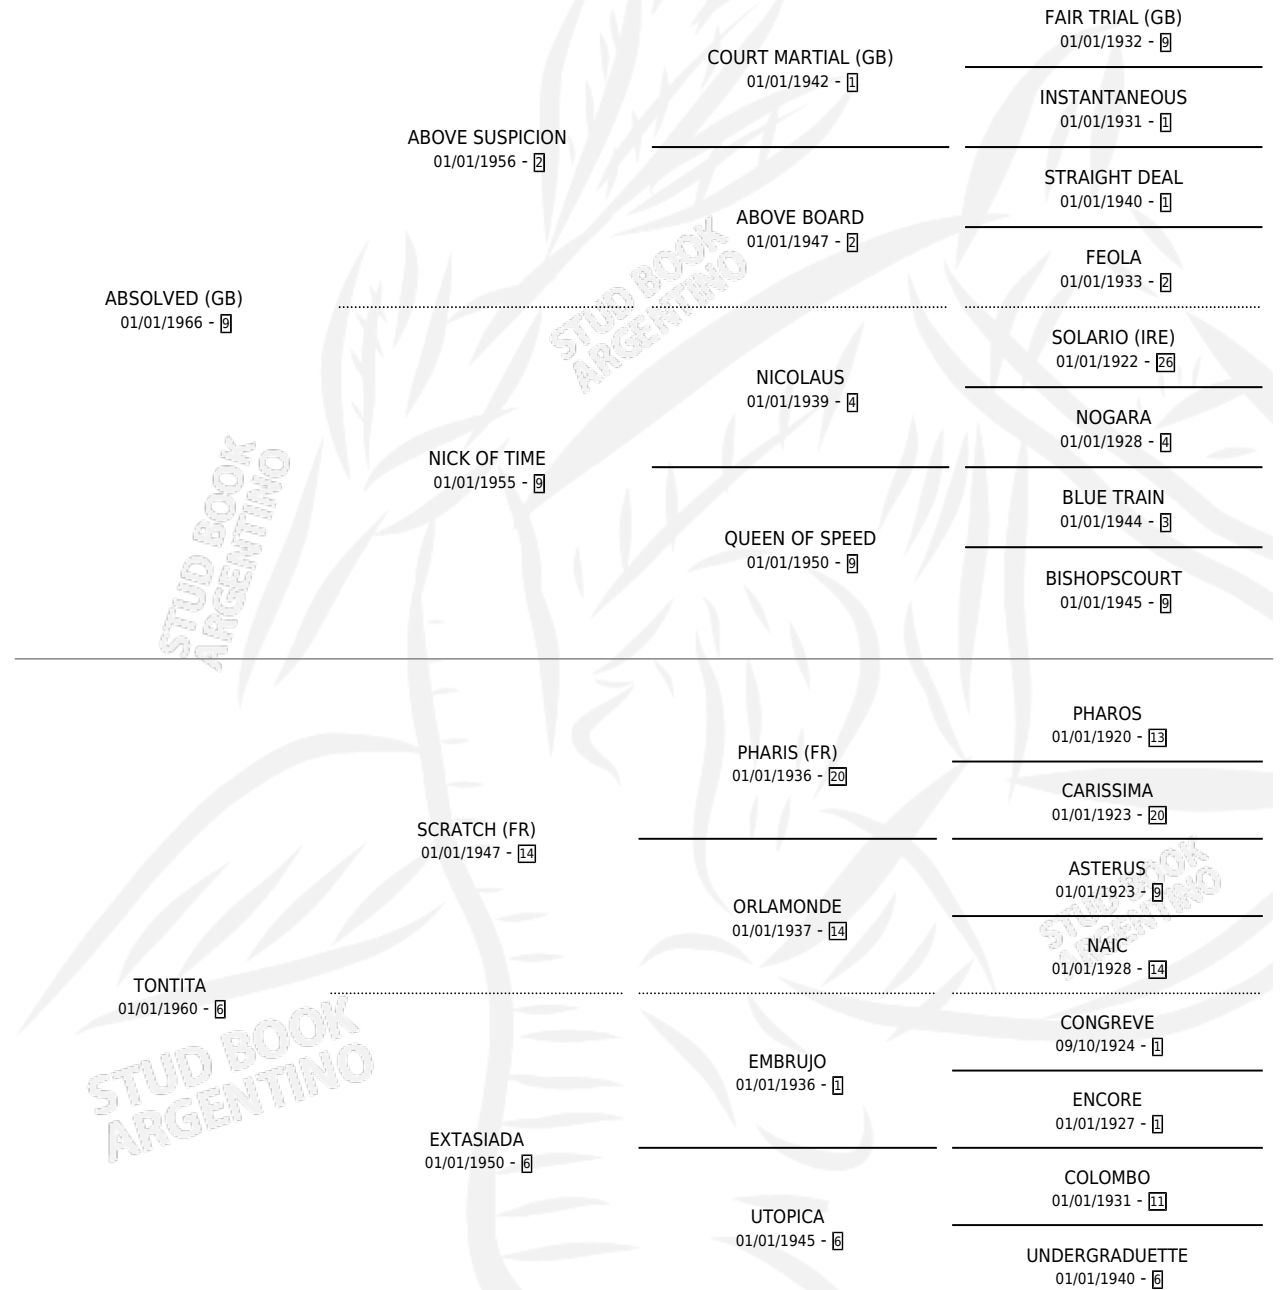 FAIR TRIAL (GB)
01/01/1932 - 9
COURT MARTIAL (GB)
01/01/1942 - 1
INSTANTANEOUS
01/01/1931 - 1
ABOVE SUSPICION
01/01/1956 - 2
STRAIGHT DEAL
01/01/1940 - 1
ABOVE BOARD
01/01/1947 - 2
FEOLA
01/01/1933 - 2
ABSOLVED (GB)
01/01/1966 - 9
SOLARIO (IRE)
01/01/1922 - 26
NICOLAUS
01/01/1939 - 4
NOGARA
01/01/1928 - 4
NICK OF TIME
01/01/1955 - 9
BLUE TRAIN
01/01/1944 - 3
QUEEN OF SPEED
01/01/1950 - 9
BISHOPSCOURT
01/01/1945 - 9
PHAROS
01/01/1920 - 13
PHARIS (FR)
01/01/1936 - 20
CARISSIMA
01/01/1923 - 20
SCRATCH (FR)
01/01/1947 - 14
ASTERUS
01/01/1923 - 9
ORLAMONDE
01/01/1937 - 14
NAIC
01/01/1928 - 14
TONTITA
01/01/1960 - 6
CONGREVE
09/10/1924 - 1
EMBRUJO
01/01/1936 - 1
ENCORE
01/01/1927 - 1
EXTASIADA
01/01/1950 - 6
COLOMBO
01/01/1931 - 11
UTOPICA
01/01/1945 - 6
UNDERGRADUETTE
01/01/1940 - 6
STUD BOOK
ARGENTINO
STUD BOOK
ARGENTINO
STUD BOOK
ARGENTINO
STUD BOOK
ARGENTINO